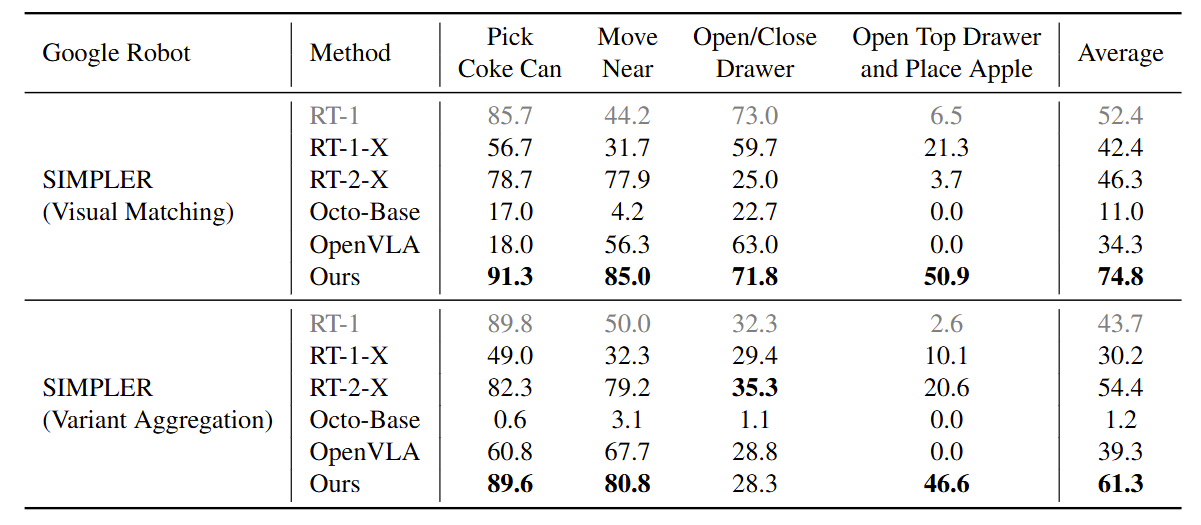 Google Robot Method Pick Coke Can Move Near Open/Close Drawer Open Top Drawer and Place Apple Average
SIMPLER (Visual Matching)
RT-1 85.7 44.2 73.0 6.5 52.4
RT-1-X 56.7 31.7 59.7 21.3 42.4
RT-2-X 78.7 77.9 25.0 3.7 46.3
Octo-Base 17.0 4.2 22.7 0.0 11.0
OpenVLA 18.0 56.3 63.0 0.0 34.3
Ours 91.3 85.0 71.8 50.9 74.8
SIMPLER (Variant Aggregation)
RT-1 89.8 50.0 32.3 2.6 43.7
RT-1-X 49.0 32.3 29.4 10.1 30.2
RT-2-X 82.3 79.2 35.3 20.6 54.4
Octo-Base 0.6 3.1 1.1 0.0 1.2
OpenVLA 60.8 67.7 28.8 0.0 39.3
Ours 89.6 80.8 28.3 46.6 61.3